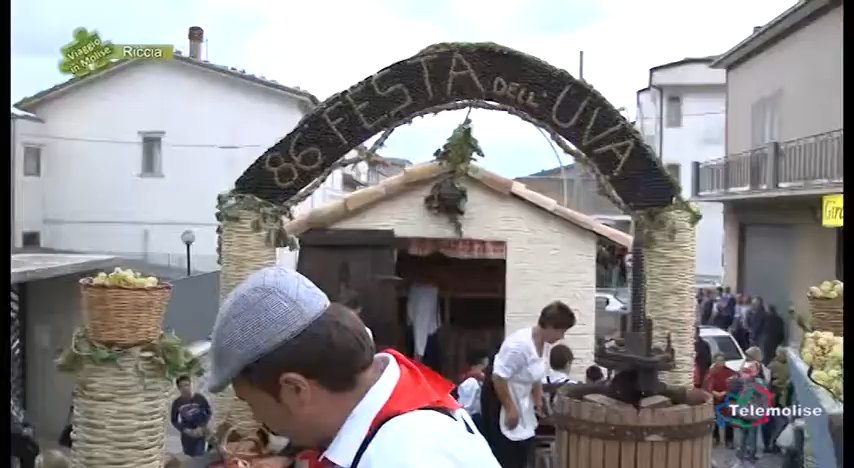 Viaggio
in Molise
Riccia
86 FESTA DELL' UVA
Telemolise